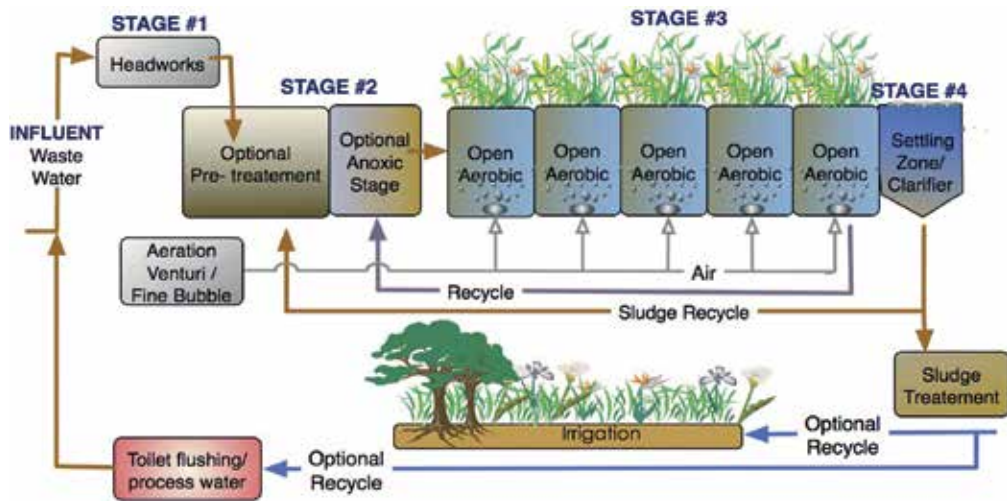 STAGE #1
Headworks
STAGE #3
STAGE #2
STAGE #4
INFLUENT
Waste
Water
Optional
Pre- treatement
Optional
Anoxic
Stage
Open
Aerobic
Open
Aerobic
Open
Aerobic
Open
Aerobic
Open
Aerobic
Settling
Zone/
Clarifier
Aeration
Venturi /
Fine Bubble
Air
Recycle
Sludge Recycle
Sludge
Treatement
Irrigation
Optional
Recycle
Toilet flushing/
process water
Optional
Recycle